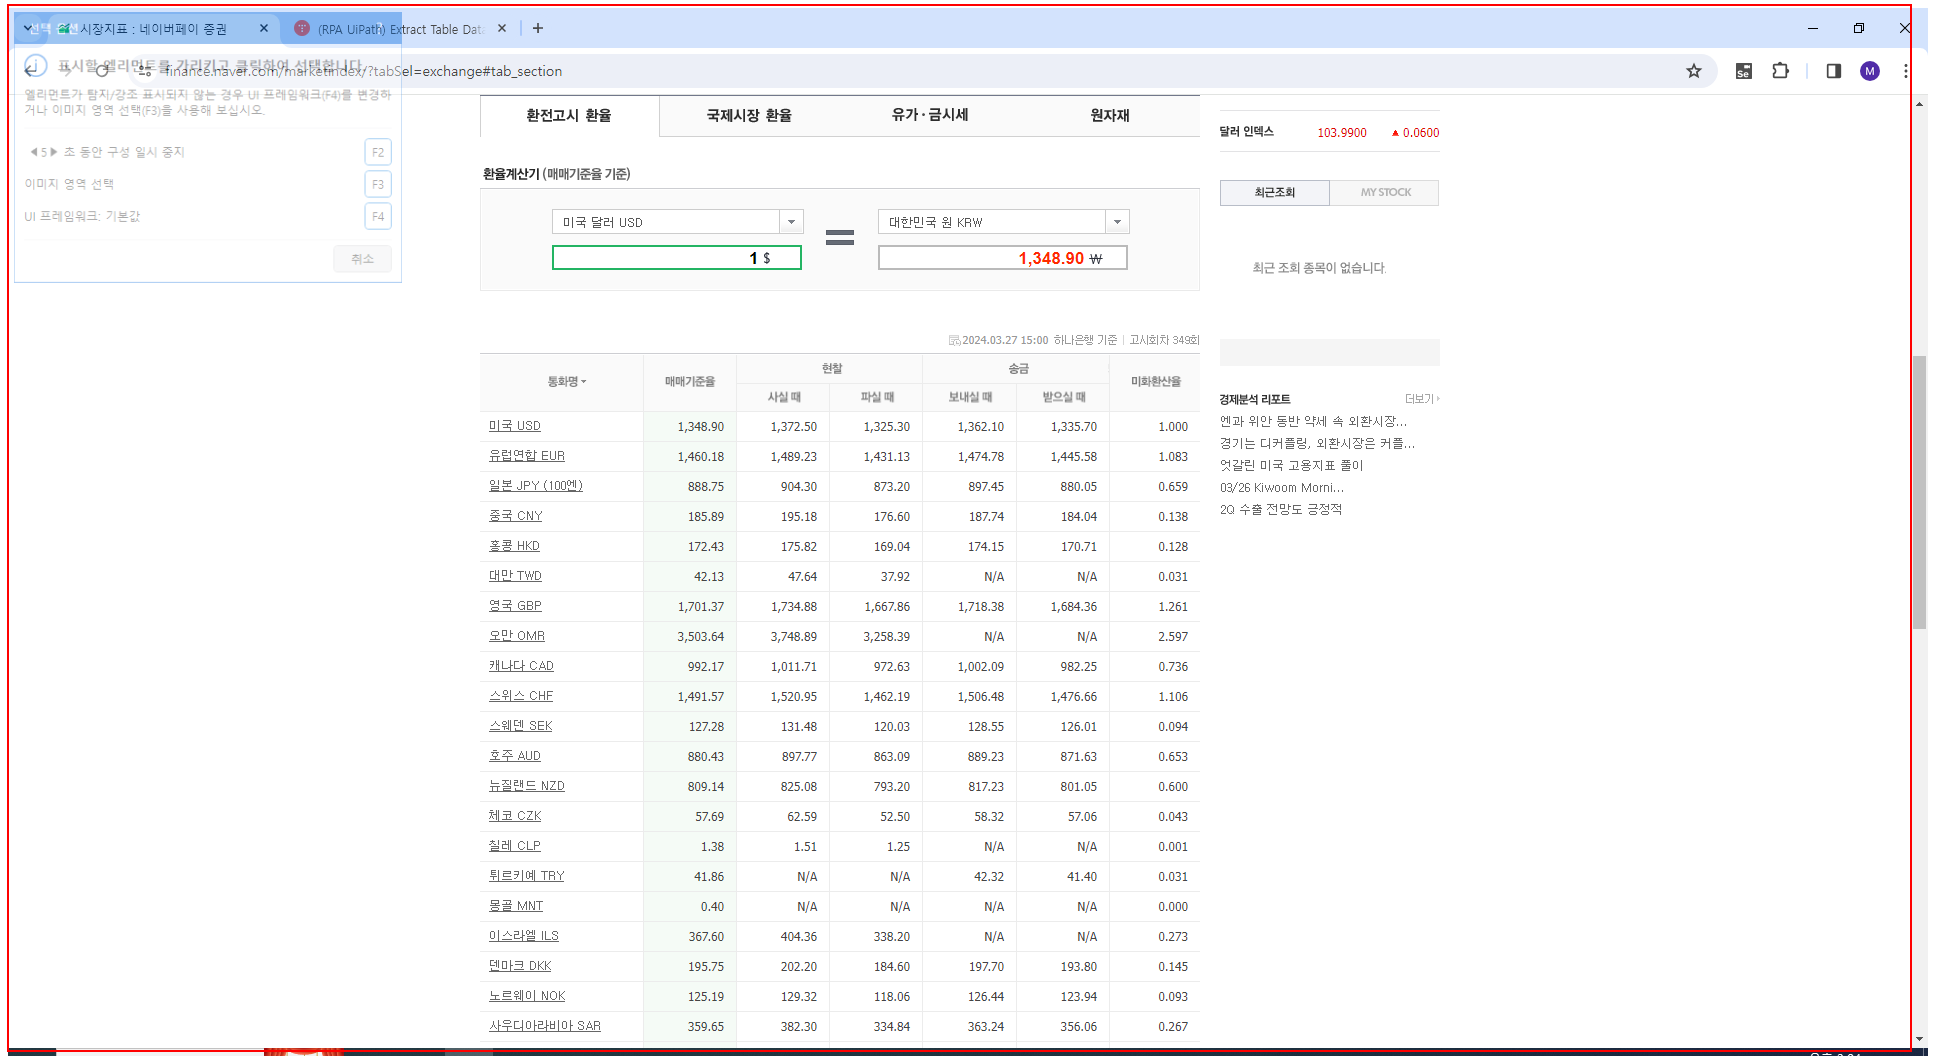 선택 옵션
시장지표 : 네이버페이 증권
(RPA UiPath) Extract Table Data
표시할 엘리먼트를 가리키고 클릭하여 선택합니다.
finance.naver.com/marketindex/?tabSel=exchange#tab_section
Se
M
엘리먼트가 탐지/강조 표시되지 않는 경우 UI 프레임워크(F4)를 변경하
거나 이미지 영역 선택(F3)을 사용해 보십시오.
◀ 5 ▶ 초 동안 구성 일시 중지 F2
이미지 영역 선택 F3
UI 프레임워크: 기본값 F4
취소
환전고시 환율 국제시장 환율 유가·금시세 원자재
환율계산기 (매매기준율 기준)
미국 달러 USD 대한민국 원 KRW
1 $ = 1,348.90 ₩
2024.03.27 15:00 하나은행 기준 고시회차 349회
통화명 매매기준율 현찰 송금 미화환산율
사실 때 파실 때 보내실 때 받으실 때
미국 USD 1,348.90 1,372.50 1,325.30 1,362.10 1,335.70 1.000
유럽연합 EUR 1,460.18 1,489.23 1,431.13 1,474.78 1,445.58 1.083
일본 JPY (100엔) 888.75 904.30 873.20 897.45 880.05 0.659
중국 CNY 185.89 195.18 176.60 187.74 184.04 0.138
홍콩 HKD 172.43 175.82 169.04 174.15 170.71 0.128
대만 TWD 42.13 47.64 37.92 N/A N/A 0.031
영국 GBP 1,701.37 1,734.88 1,667.86 1,718.38 1,684.36 1.261
오만 OMR 3,503.64 3,748.89 3,258.39 N/A N/A 2.597
캐나다 CAD 992.17 1,011.71 972.63 1,002.09 982.25 0.736
스위스 CHF 1,491.57 1,520.95 1,462.19 1,506.48 1,476.66 1.106
스웨덴 SEK 127.28 131.48 120.03 128.55 126.01 0.094
호주 AUD 880.43 897.77 863.09 889.23 871.63 0.653
뉴질랜드 NZD 809.14 825.08 793.20 817.23 801.05 0.600
체코 CZK 57.69 62.59 52.50 58.32 57.06 0.043
칠레 CLP 1.38 1.51 1.25 N/A N/A 0.001
튀르키예 TRY 41.86 N/A N/A 42.32 41.40 0.031
몽골 MNT 0.40 N/A N/A N/A N/A 0.000
이스라엘 ILS 367.60 404.36 338.20 N/A N/A 0.273
덴마크 DKK 195.75 202.20 184.60 197.70 193.80 0.145
노르웨이 NOK 125.19 129.32 118.06 126.44 123.94 0.093
사우디아라비아 SAR 359.65 382.30 334.84 363.24 356.06 0.267
달러 인덱스 103.9900 ▲ 0.0600
최근조회 MY STOCK
최근 조회 종목이 없습니다.
경제분석 리포트 더보기
엔과 위안 동반 약세 속 외환시장...
경기는 디커플링, 외환시장은 커플...
엇갈린 미국 고용지표 풀이
03/26 Kiwoom Morni...
2Q 수출 전망도 긍정적